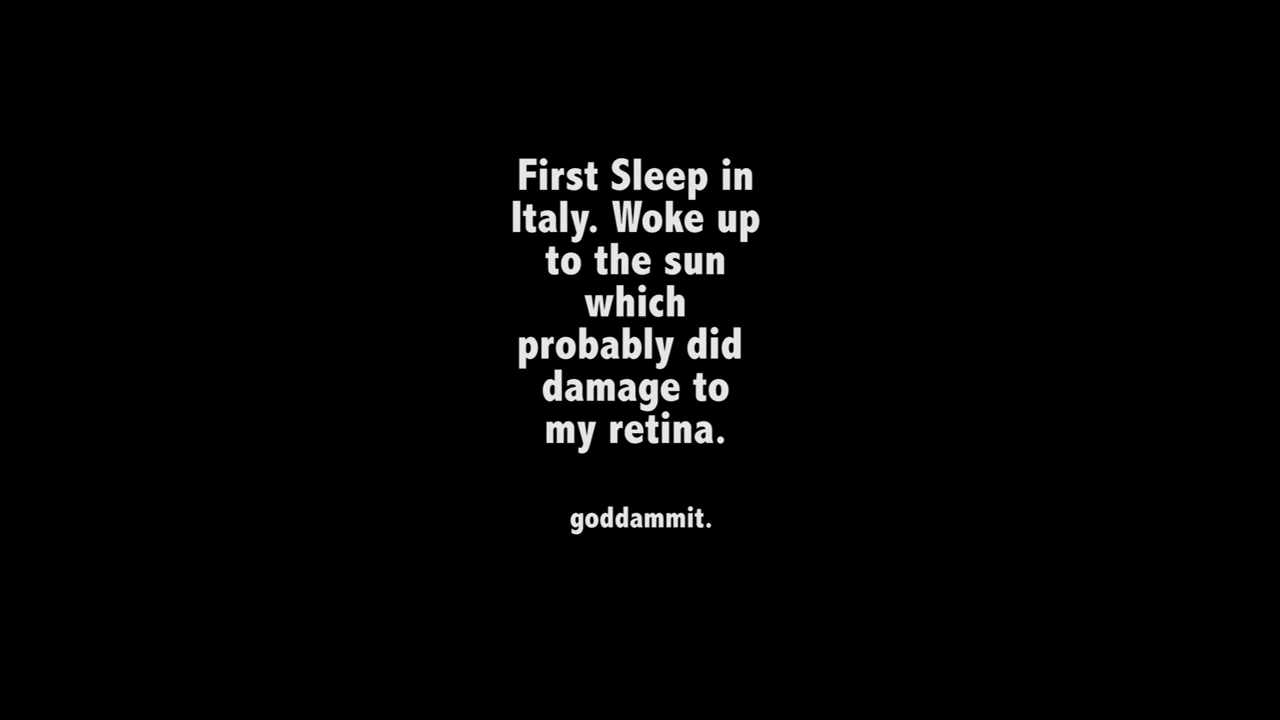 First Sleep in
Italy. Woke up
to the sun
which
probably did
damage to
my retina.
goddammit.